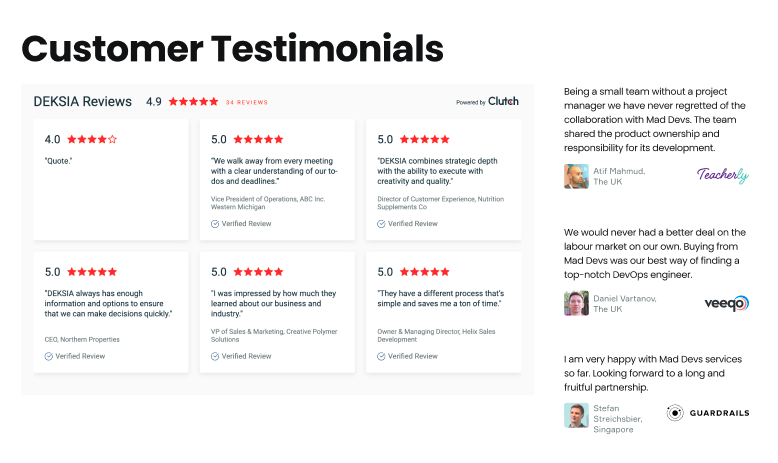 Customer Testimonials
DEKSIA Reviews 4.9 34 REVIEWS
Powered by Clutch
4.0
"Quote."
5.0
"We walk away from every meeting
with a clear understanding of our to-
dos and deadlines."
Vice President of Operations, ABC Inc.
Western Michigan
Verified Review
5.0
"DEKSIA combines strategic depth
with the ability to execute with
creativity and quality."
Director of Customer Experience, Nutrition
Supplements Co
Verified Review
5.0
"DEKSIA always has enough
information and options to ensure
that we can make decisions quickly."
CEO, Northern Properties
Verified Review
5.0
"I was impressed by how much they
learned about our business and
industry."
VP of Sales & Marketing, Creative Polymer
Solutions
Verified Review
5.0
"They have a different process that's
simple and saves me a ton of time."
Owner & Managing Director, Helix Sales
Development
Verified Review
Being a small team without a project
manager we have never regretted of the
collaboration with Mad Devs. The team
shared the product ownership and
responsibility for its development.
Atif Mahmud,
The UK
Teacherly
We would never had a better deal on the
labour market on our own. Buying from
Mad Devs was our best way of finding a
top-notch DevOps engineer.
Daniel Vartanov,
The UK
veeqo
I am very happy with Mad Devs services
so far. Looking forward to a long and
fruitful partnership.
Stefan
Streichsbier,
Singapore
GUARDRAILS